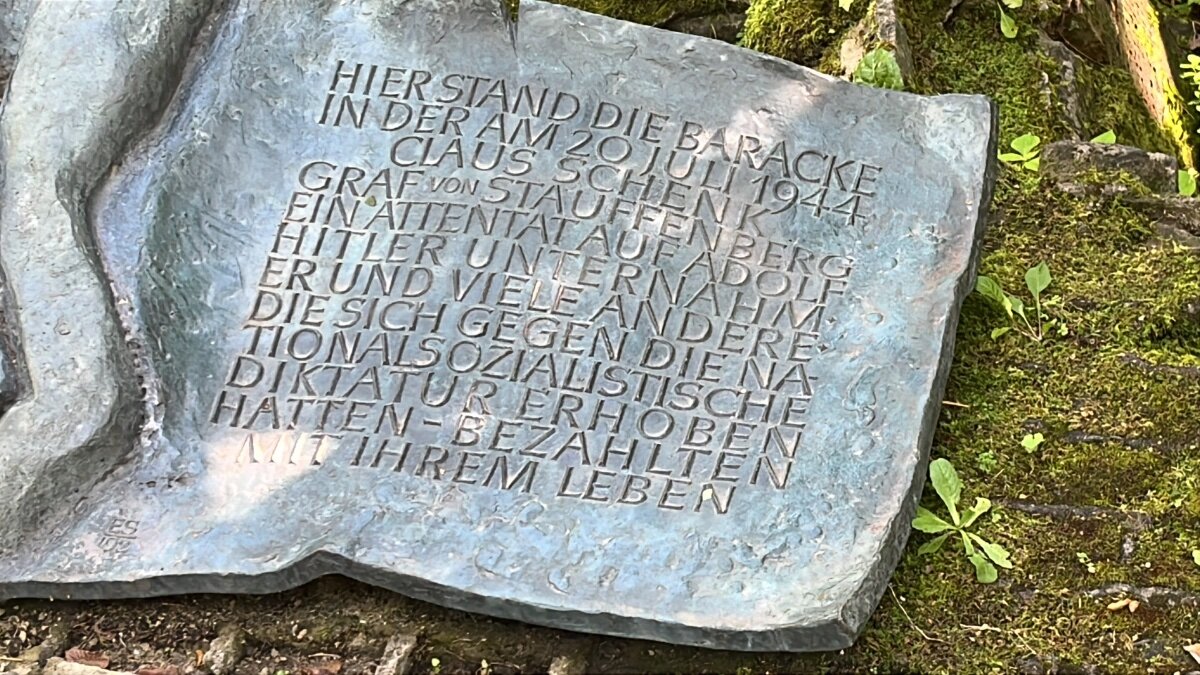 HIER STAND DIE BARACKE
IN DER AM 20 JULI 1944
CLAUS SCHENK
GRAF VON STAUFFENBERG
EIN ATTENTAT AUF ADOLF
HITLER UNTERNAHM.
ER UND VIELE ANDERE.
DIE SICH GEGEN DIE NA-
TIONALSOZIALISTISCHE
DIKTATUR ERHOBEN
HATTEN - BEZAHLTEN
MIT IHREM LEBEN